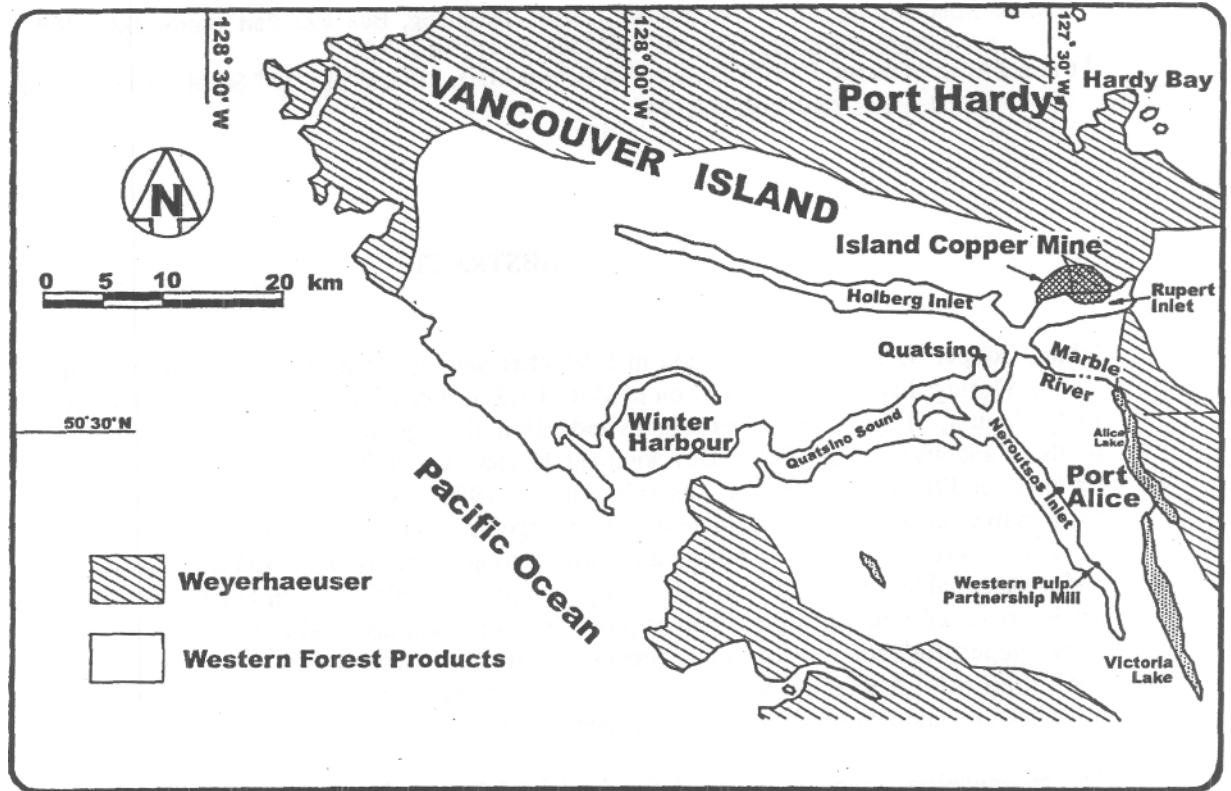 128° 30' W
128° 00' W
127° 30' W
Hardy Bay
Port Hardy
VANCOUVER ISLAND
N
Island Copper Mine
0 5 10 20 km
Holberg Inlet
Rupert
Inlet
Quatsino
Marble
River
50°30'N
Winter
Harbour
Quatsino Sound
Alice
Lake
Neroutsos Inlet
Port
Alice
Pacific Ocean
Weyerhaeuser
Western Pulp
Partnership Mill
Western Forest Products
Victoria
Lake